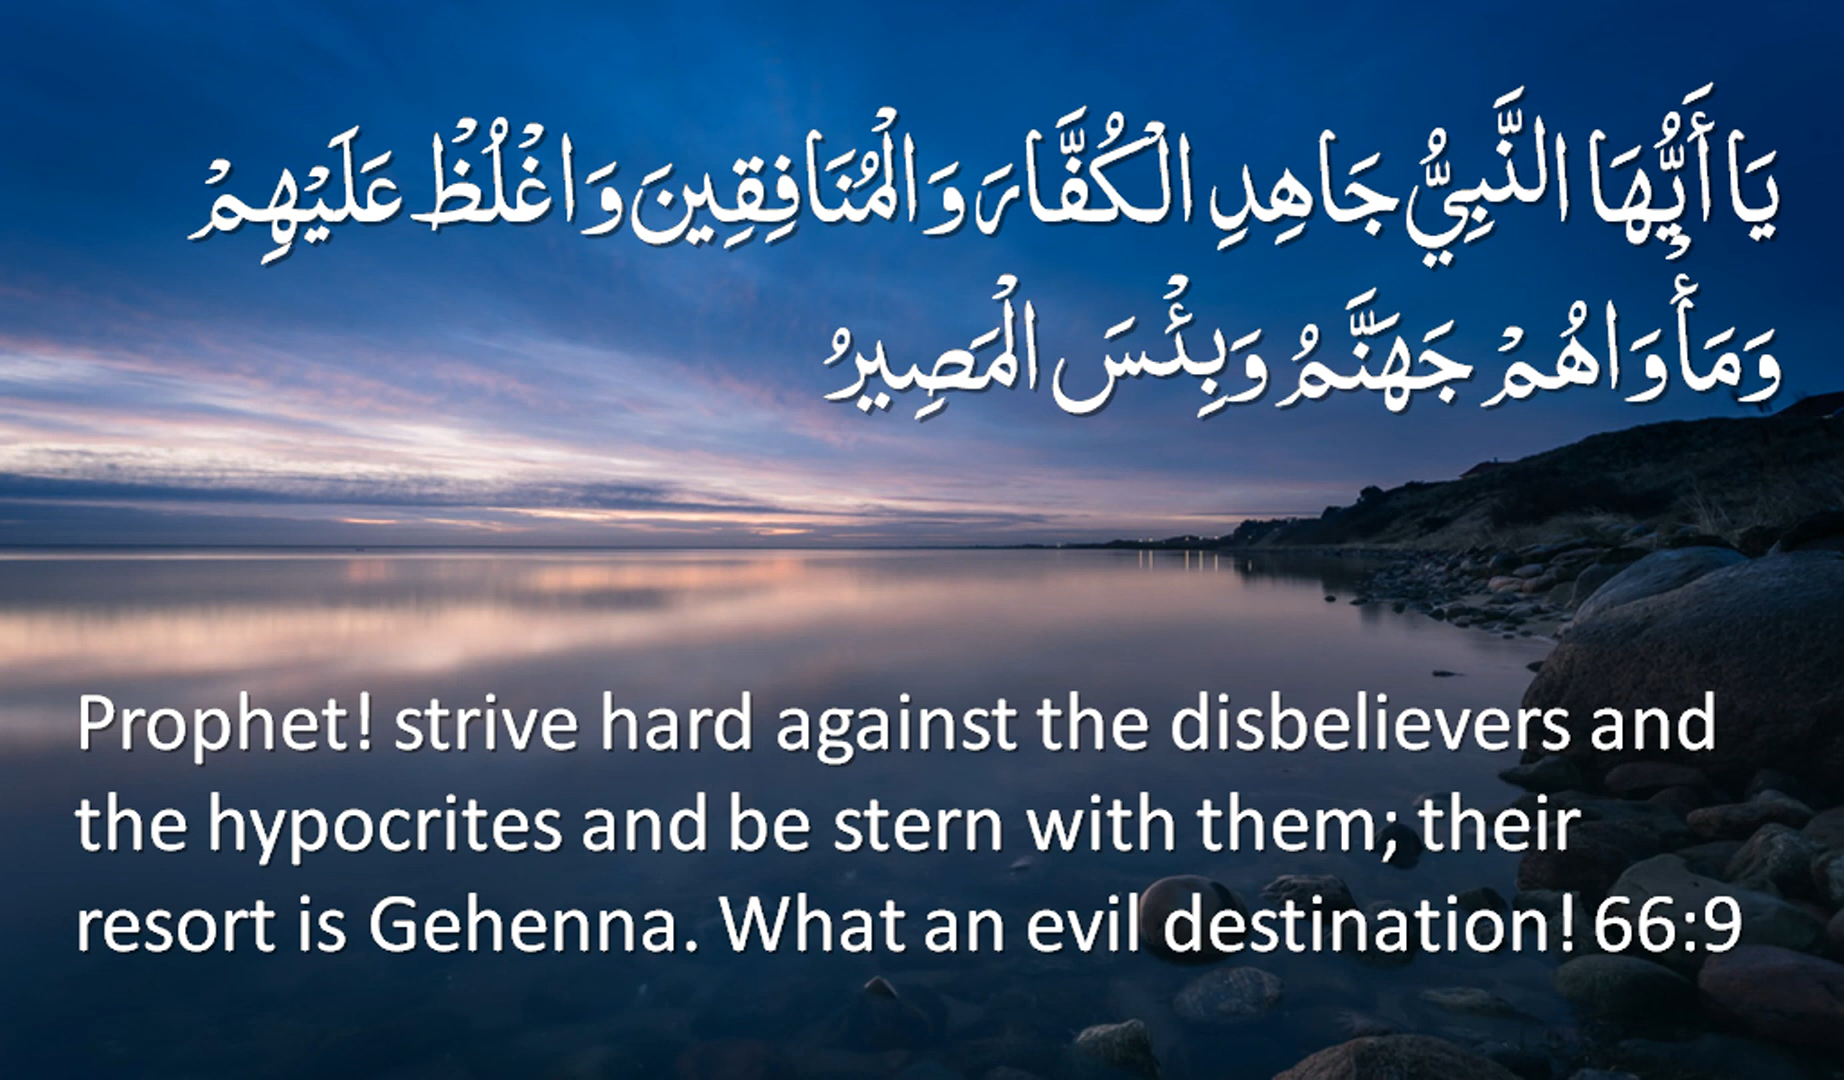 يَا أَيُّهَا النَّبِيُّ جَاهِدِ الْكُفَّارَ وَالْمُنَافِقِينَ وَاغْلُظْ عَلَيْهِمْ
وَمَأْوَاهُمْ جَهَنَّمُ وَبِئْسَ الْمَصِيرُ
Prophet! strive hard against the disbelievers and
the hypocrites and be stern with them; their
resort is Gehenna. What an evil destination! 66:9